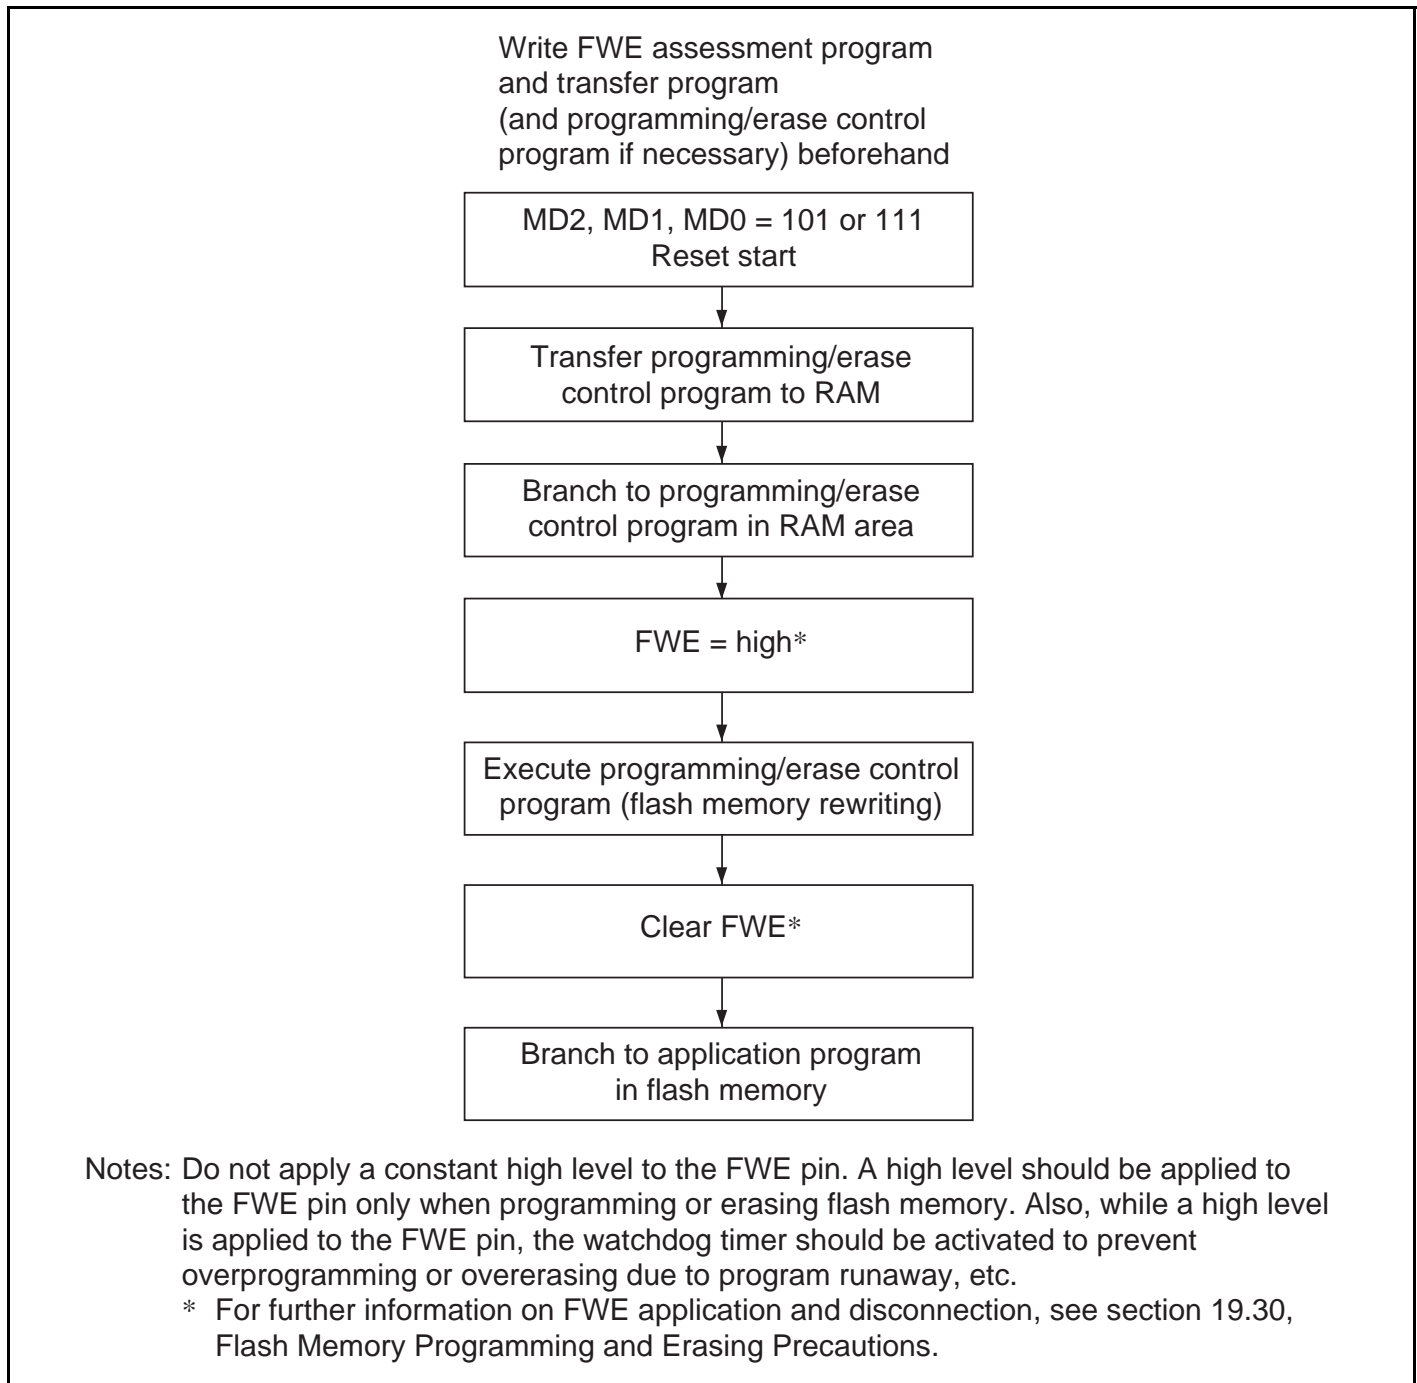 Write FWE assessment program
and transfer program
(and programming/erase control
program if necessary) beforehand
MD2, MD1, MD0 = 101 or 111
Reset start
Transfer programming/erase
control program to RAM
Branch to programming/erase
control program in RAM area
FWE = high*
Execute programming/erase control
program (flash memory rewriting)
Clear FWE*
Branch to application program
in flash memory
Notes: Do not apply a constant high level to the FWE pin. A high level should be applied to
the FWE pin only when programming or erasing flash memory. Also, while a high level
is applied to the FWE pin, the watchdog timer should be activated to prevent
overprogramming or overerasing due to program runaway, etc.
* For further information on FWE application and disconnection, see section 19.30,
Flash Memory Programming and Erasing Precautions.